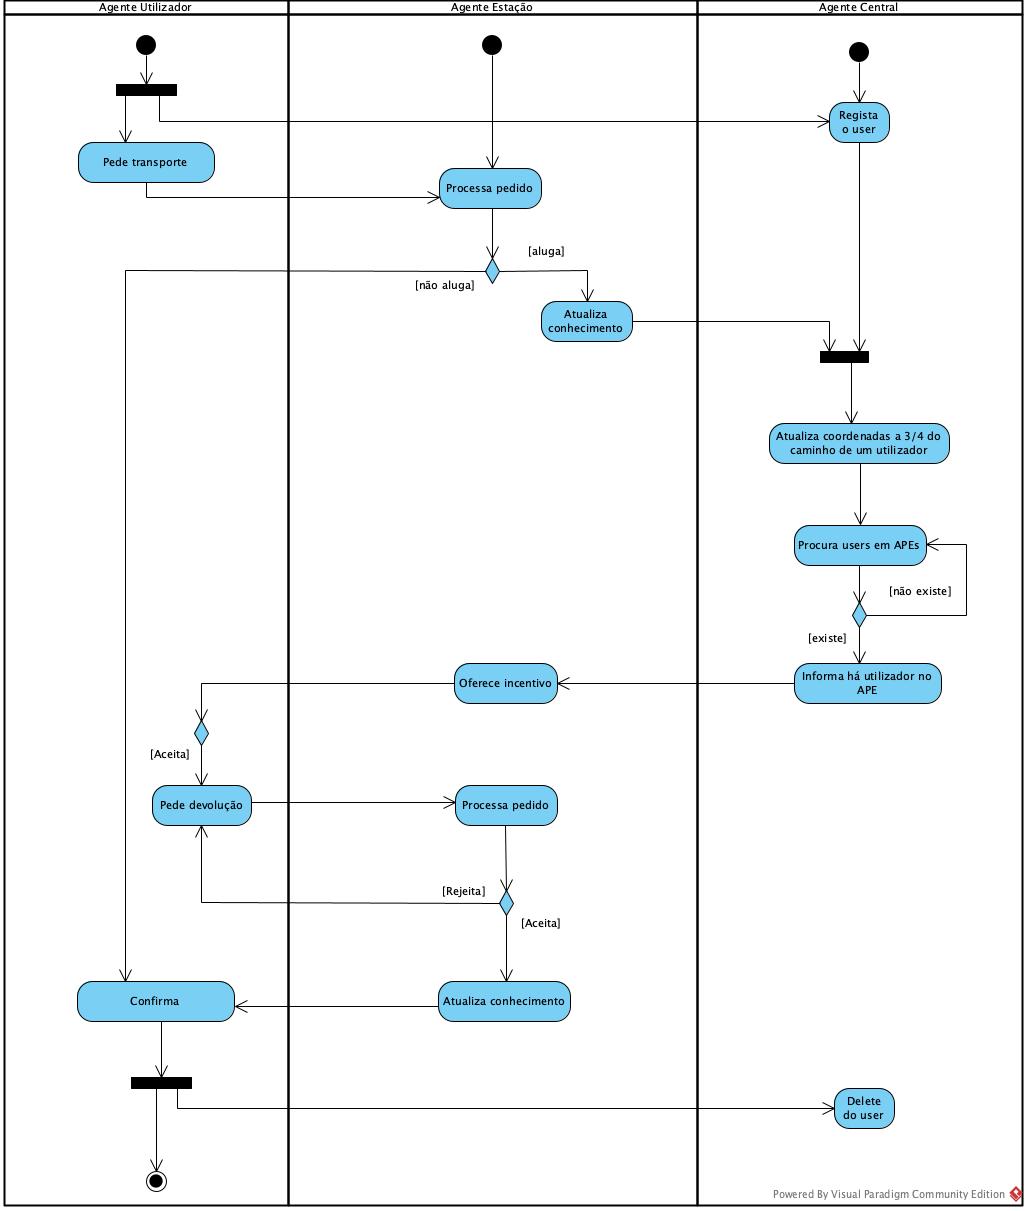 Agente Utilizador
Agente Estação
Agente Central
Regista
o user
Pede transporte
Processa pedido
[aluga]
[não aluga]
Atualiza
conhecimento
Atualiza coordenadas a 3/4 do
caminho de um utilizador
Procura users em APEs
[não existe]
[existe]
Informa há utilizador no
APE
Oferece incentivo
[Aceita]
Pede devolução
Processa pedido
[Rejeita]
[Aceita]
Confirma
Atualiza conhecimento
Delete
do user
Powered By Visual Paradigm Community Edition